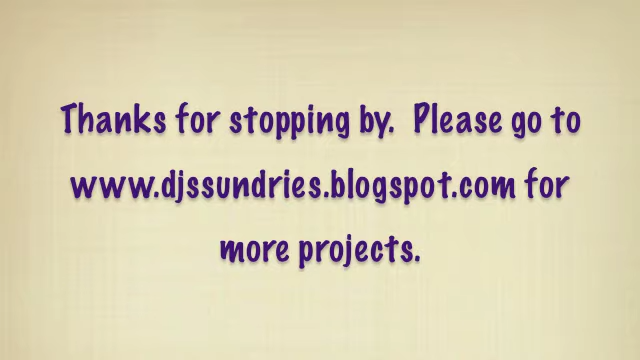 Thanks for stopping by.  Please go to
www.djssundries.blogspot.com for
more projects.